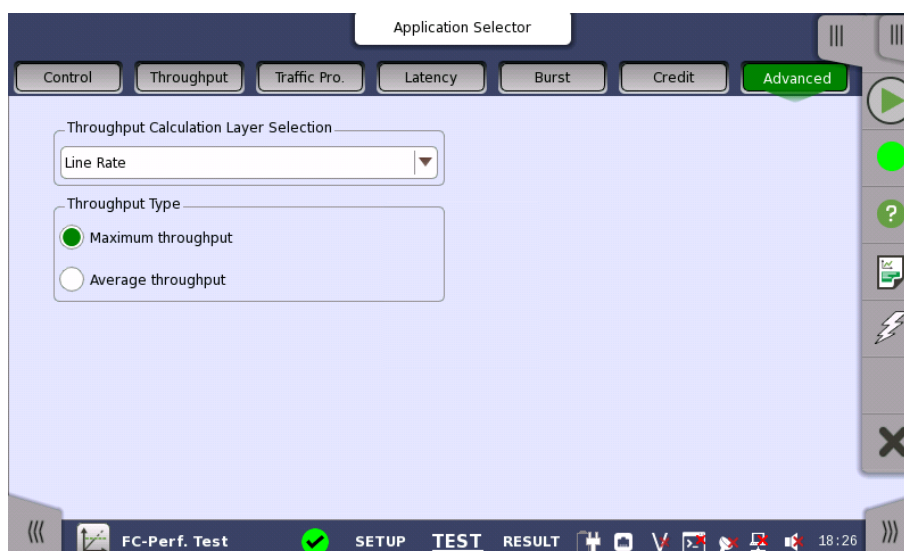 Application Selector
Control Throughput Traffic Pro. Latency Burst Credit Advanced
Throughput Calculation Layer Selection
Line Rate
Throughput Type
Maximum throughput
Average throughput
FC-Perf. Test SETUP TEST RESULT 18:26